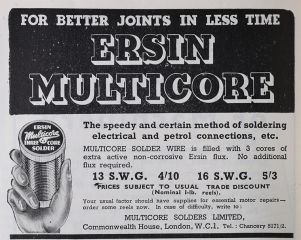 FOR BETTER JOINTS IN LESS TIME
ERSIN
MULTICORE
ERSIN
Multicore
THREE CORE
SOLDER
The speedy and certain method of soldering
electrical and petrol connections, etc.
MULTICORE SOLDER WIRE is filled with 3 cores of
extra active non-corrosive Ersin flux. No additional
flux required.
13 S.W.G. 4/10 16 S.W.G. 5/3
PRICES SUBJECT TO USUAL TRADE DISCOUNT
(Nominal 1-lb. reels).
Your usual factor should have supplies for essential motor repairs—
order some reels now. In case of difficulty, write to:
MULTICORE SOLDERS LIMITED,
Commonwealth House, London, W.C.1. Tel.: Chancery 5171/2.